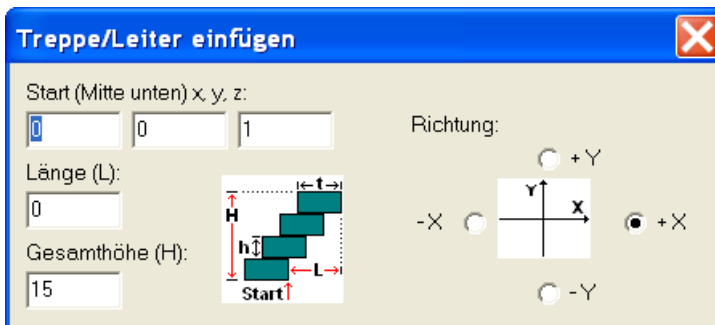 Treppe/Leiter einfügen
Start (Mitte unten) x, y, z:
0 0 1
Länge (L):
0
Gesamthöhe (H):
15
t
H
h
L
Start
Richtung:
+Y
-X
Y
X
+X
-Y